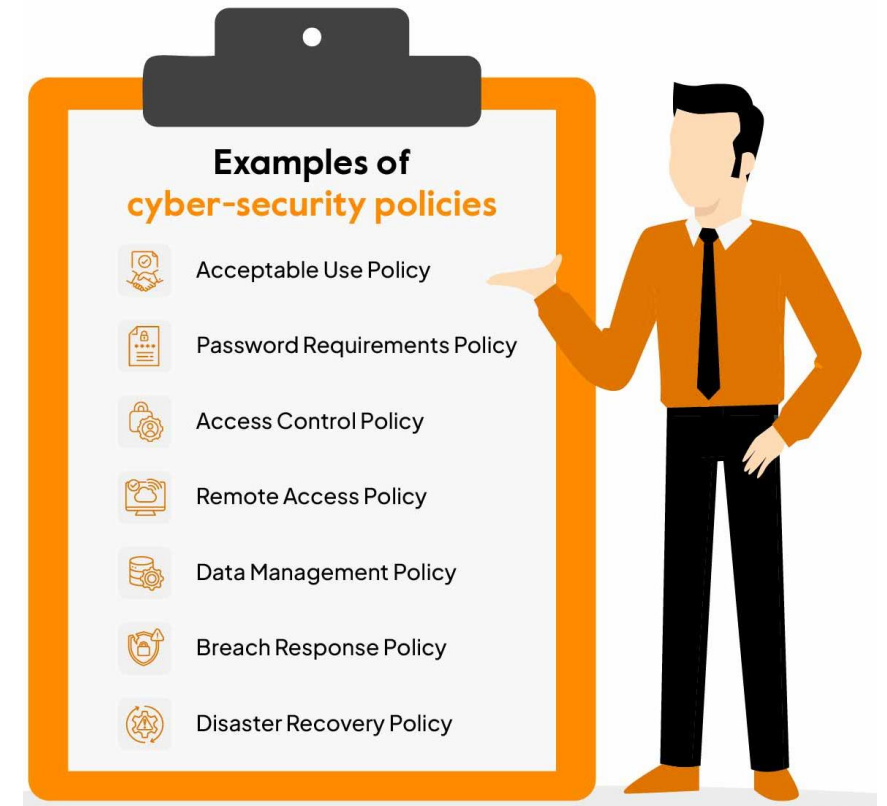 Examples of
cyber-security policies
Acceptable Use Policy
Password Requirements Policy
Access Control Policy
Remote Access Policy
Data Management Policy
Breach Response Policy
Disaster Recovery Policy